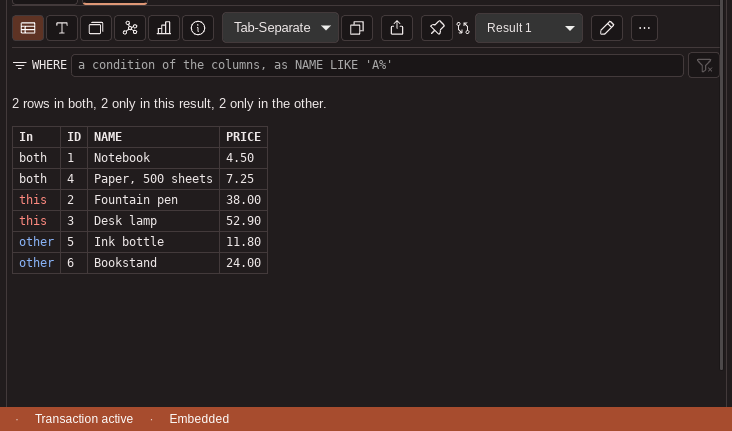 Tab-Separate Result 1 ...
WHERE a condition of the columns, as NAME LIKE 'A%'
2 rows in both, 2 only in this result, 2 only in the other.
In ID NAME PRICE
both 1 Notebook 4.50
both 4 Paper, 500 sheets 7.25
this 2 Fountain pen 38.00
this 3 Desk lamp 52.90
other 5 Ink bottle 11.80
other 6 Bookstand 24.00
· Transaction active · Embedded